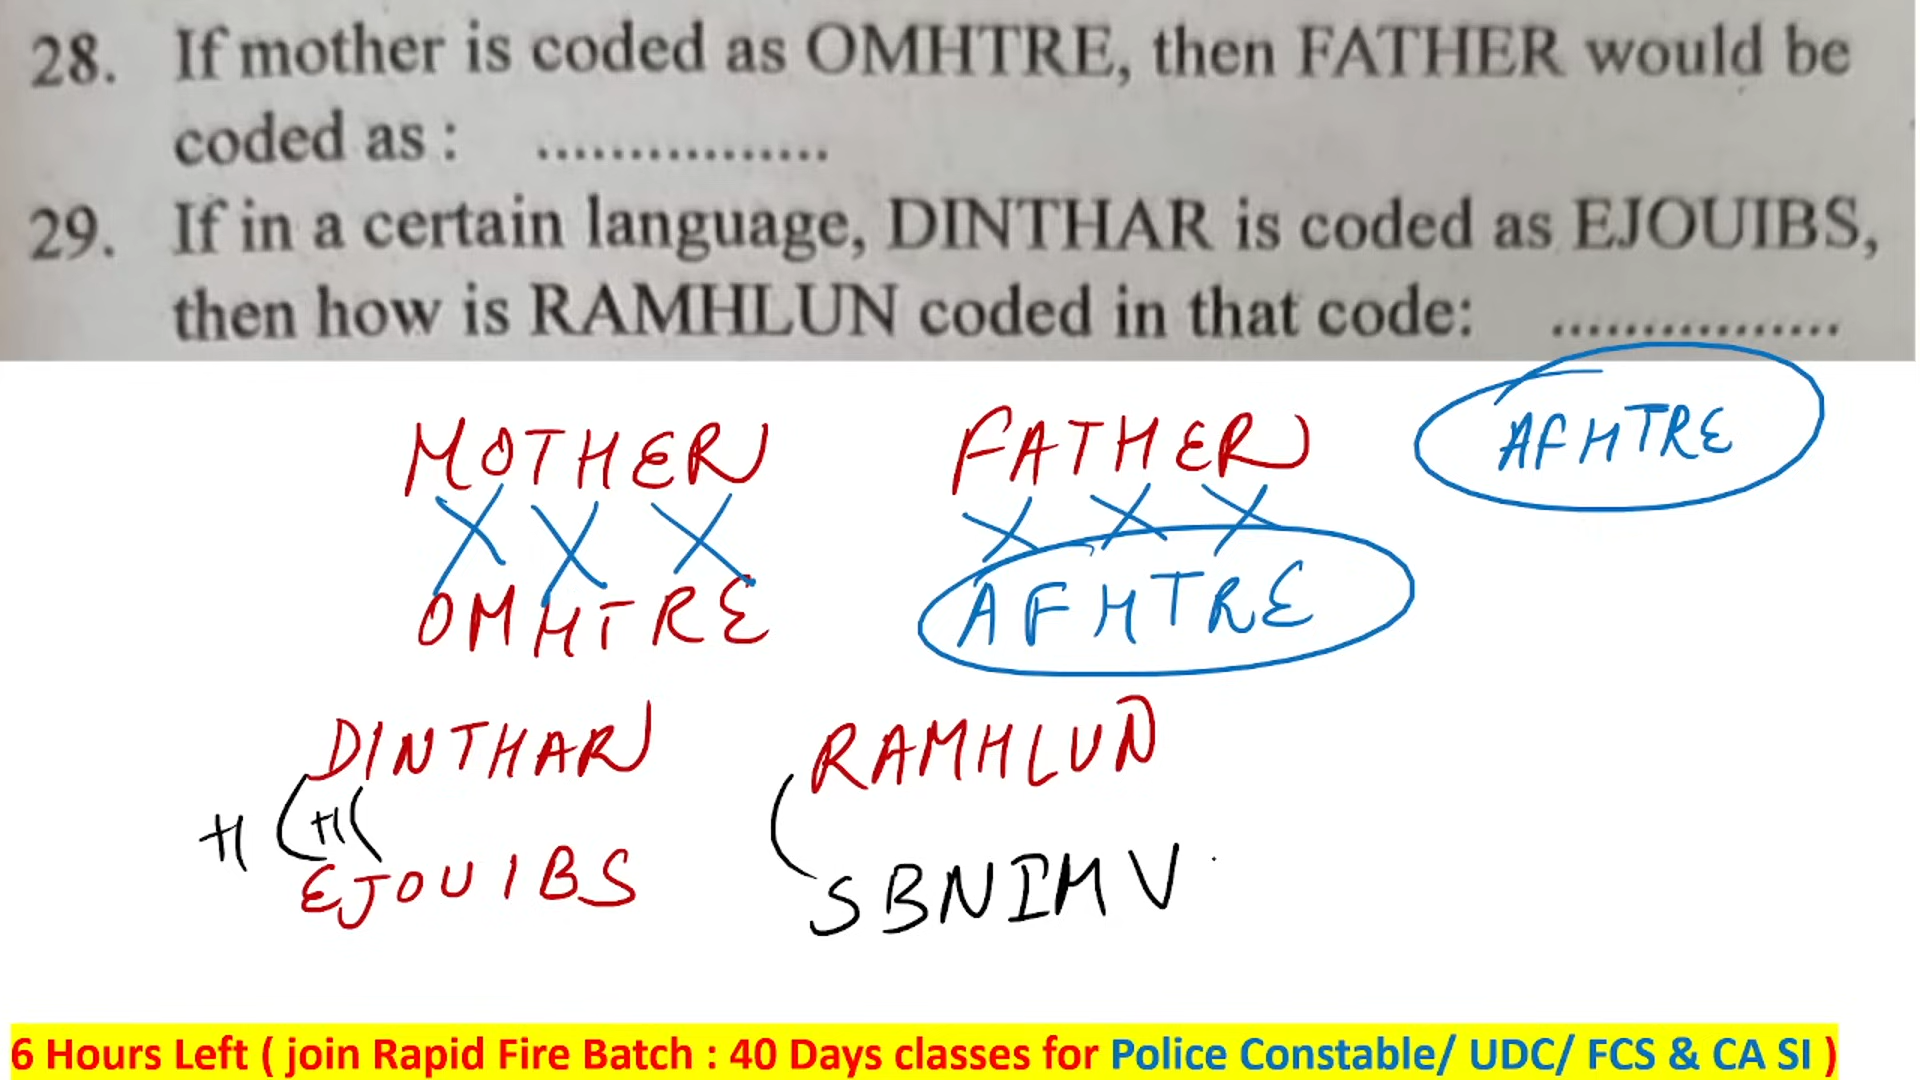 28. If mother is coded as OMHTRE, then FATHER would be
coded as : ................
29. If in a certain language, DINTHAR is coded as EJOUIBS,
then how is RAMHLUN coded in that code: ................
AFHTRE
MOTHER FATHER
OMHTRE AFHTRE
DINTHAR RAMHLUN
+1 +1
EJOUIBS SBNIMV
6 Hours Left ( join Rapid Fire Batch : 40 Days classes for Police Constable/ UDC/ FCS & CA SI )